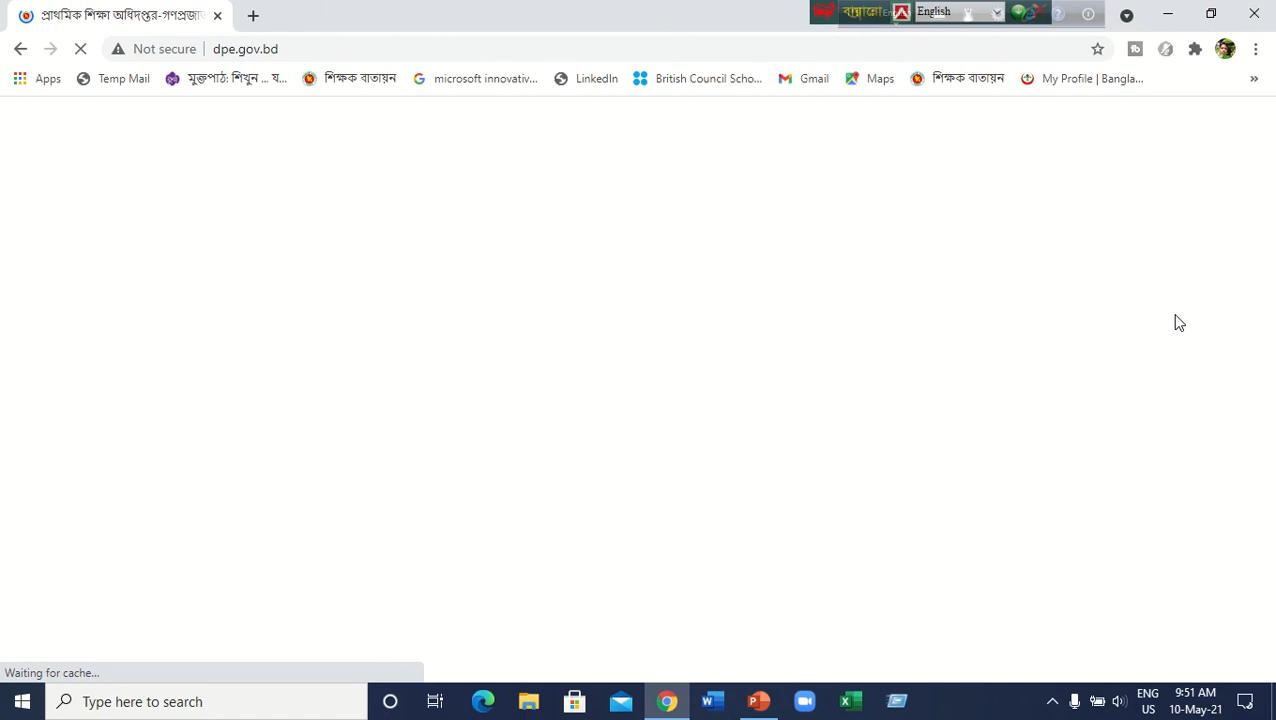 প্রাথমিক শিক্ষা অধিদপ্তর-গণপ্রজা
বায়ান্নো English
Not secure dpe.gov.bd
Apps Temp Mail মুক্তপাঠ: শিখুন ... য... শিক্ষক বাতায়ন microsoft innovativ... LinkedIn British Council Scho... Gmail Maps শিক্ষক বাতায়ন My Profile | Bangla... »
Waiting for cache...
Type here to search
ENG
US
9:51 AM
10-May-21